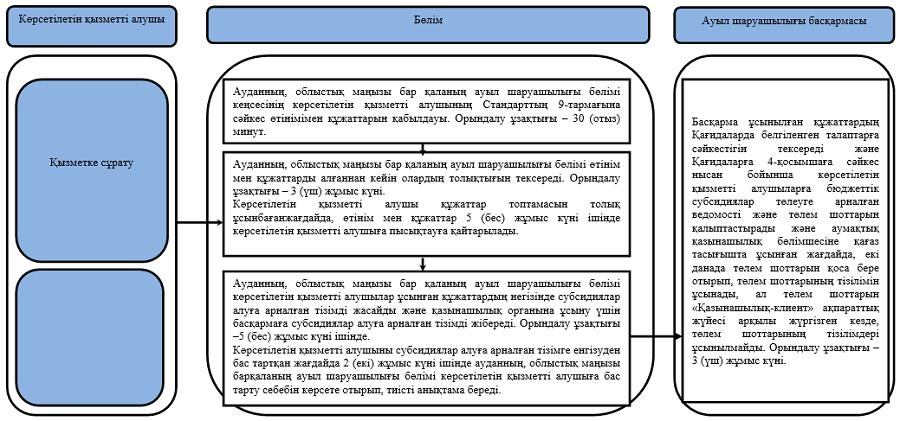 Көрсетілетін қызметті алушы
Бөлім
Ауыл шаруашылығы басқармасы
Қызметке сұрату
Ауданның, облыстық маңызы бар қаланың ауыл шаруашылығы бөлімі
кеңсесінің көрсетілетін қызметті алушының Стандарттың 9-тармағына
сәйкес өтінімімен құжаттарын қабылдауы. Орындалу ұзақтығы – 30 (отыз)
минут.
Ауданның, облыстық маңызы бар қаланың ауыл шаруашылығы бөлімі өтінім
мен құжаттарды алғаннан кейін олардың толықтығын тексереді. Орындалу
ұзақтығы – 3 (үш) жұмыс күні.
Көрсетілетін қызметті алушы құжаттар топтамасын толық
ұсынбағанжағдайда, өтінім мен құжаттар 5 (бес) жұмыс күні ішінде
көрсетілетін қызметті алушыға пысықтауға қайтарылады.
Ауданның, облыстық маңызы бар қаланың ауыл шаруашылығы бөлімі
көрсетілетін қызметті алушылар ұсынған құжаттардың негізінде субсидиялар
алуға арналған тізімді жасайды және қазынашылық органына ұсыну үшін
басқармаға субсидиялар алуға арналған тізімді жібереді. Орындалу ұзақтығы
–5 (бес) жұмыс күні ішінде.
Көрсетілетін қызметті алушыны субсидиялар алуға арналған тізімге енгізуден
бас тартқан жағдайда 2 (екі) жұмыс күні ішінде ауданның, облыстық маңызы
барқаланың ауыл шаруашылығы бөлімі көрсетілетін қызметті алушыға бас
тарту себебін көрсете отырып, тиісті анықтама береді.
Басқарма ұсынылған құжаттардың
Қағидаларда белгіленген талаптарға
сәйкестігін тексереді және
Қағидаларға 4-қосымшаға сәйкес
нысан бойынша көрсетілетін
қызметті алушыларға бюджеттік
субсидиялар төлеуге арналған
ведомості және төлем шоттарын
қалыптастырады және аумақтық
қазынашылық бөлімшесіне қағаз
тасығышта ұсынған жағдайда, екі
данада төлем шоттарын қоса бере
отырып, төлем шоттарының тізілімін
ұсынады, ал төлем шоттарын
«Қазынашылық-клиент» ақпараттық
жүйесі арқылы жүргізген кезде,
төлем шоттарының тізілімдері
ұсынылмайды. Орындалу ұзақтығы –
3 (үш) жұмыс күні.